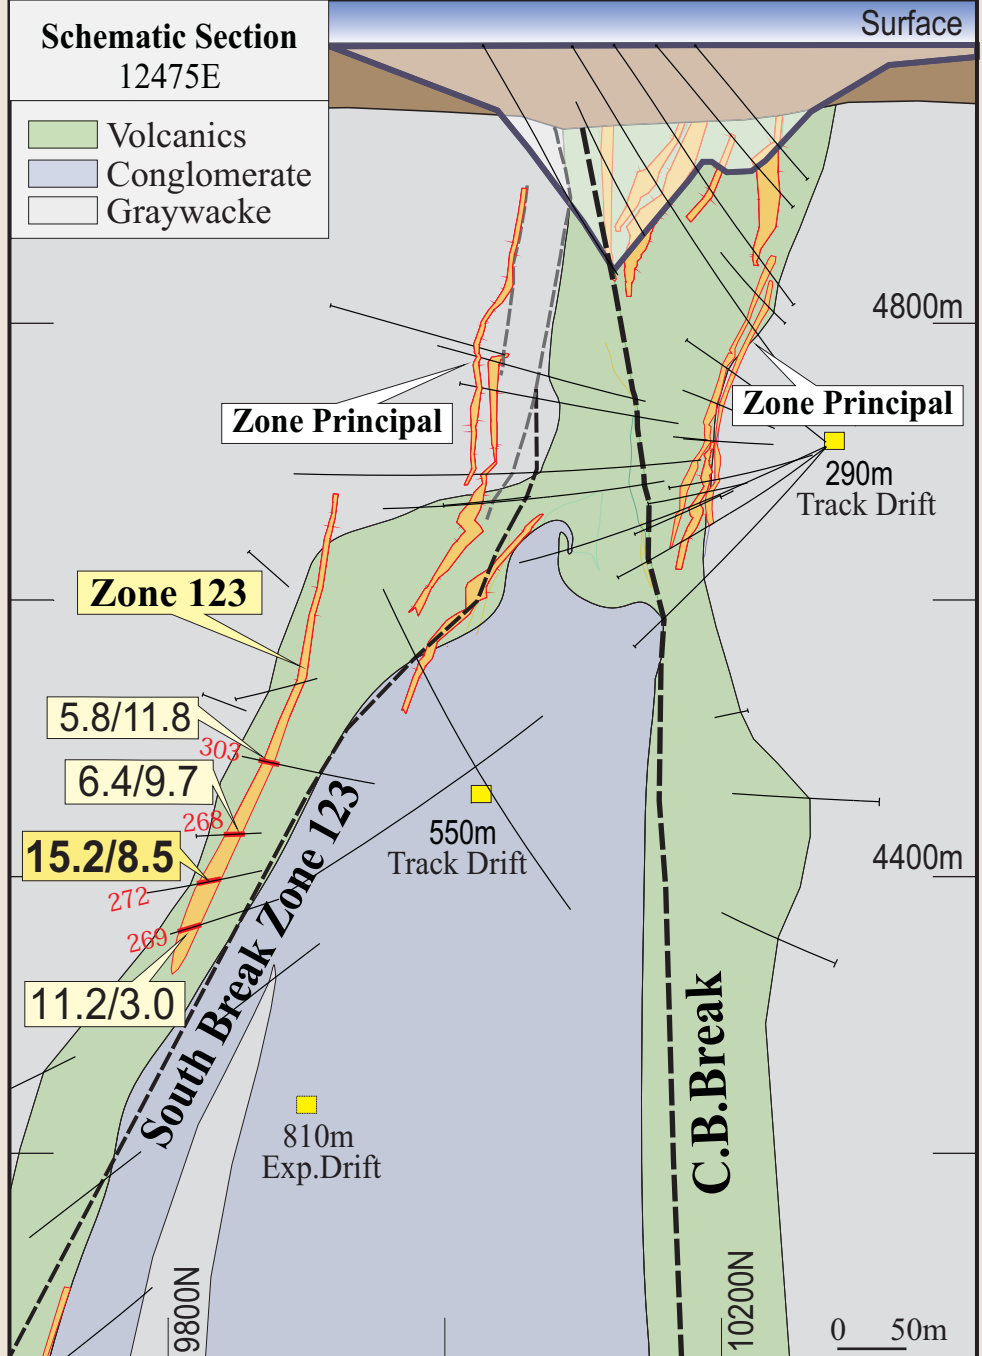 Schematic Section
12475E
Volcanics
Conglomerate
Graywacke
Surface
4800m
Zone Principal
Zone Principal
290m
Track Drift
Zone 123
5.8/11.8
303
6.4/9.7
268
15.2/8.5
272
269
11.2/3.0
550m
Track Drift
4400m
South Break Zone 123
C.B.Break
810m
Exp.Drift
9800N
10200N
0 50m